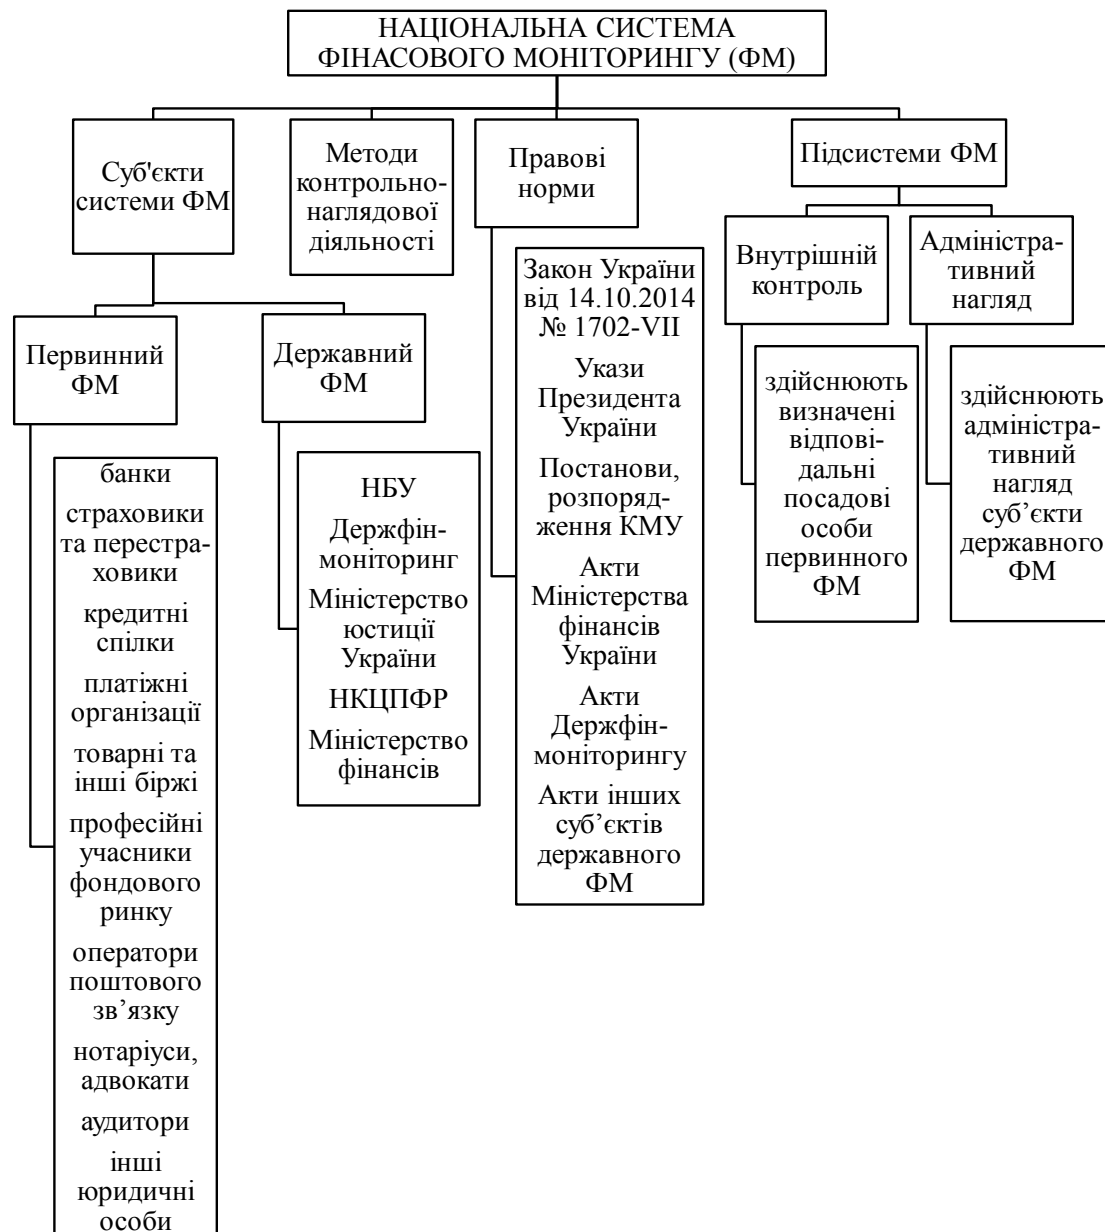 НАЦІОНАЛЬНА СИСТЕМА
ФІНАСОВОГО МОНІТОРИНГУ (ФМ)
Суб'єкти
системи ФМ
Методи
контрольно-
наглядової
діяльності
Правові
норми
Підсистеми ФМ
Первинний
ФМ
банки
страховики
та перестра-
ховики
кредитні
спілки
платіжні
організації
товарні та
інші біржі
професійні
учасники
фондового
ринку
оператори
поштового
зв’язку
нотаріуси,
адвокати
аудитори
інші
юридичні
особи
Державний
ФМ
НБУ
Держфін-
моніторинг
Міністерство
юстиції
України
НКЦПФР
Міністерство
фінансів
Закон України
від 14.10.2014
№ 1702-VII
Укази
Президента
України
Постанови,
розпоряд-
ження КМУ
Акти
Міністерства
фінансів
України
Акти
Держфін-
моніторингу
Акти інших
суб’єктів
державного
ФМ
Внутрішній
контроль
здійснюють
визначені
відпові-
дальні
посадові
особи
первинного
ФМ
Адміністра-
тивний
нагляд
здійснюють
адміністра-
тивний
нагляд
суб’єкти
державного
ФМ